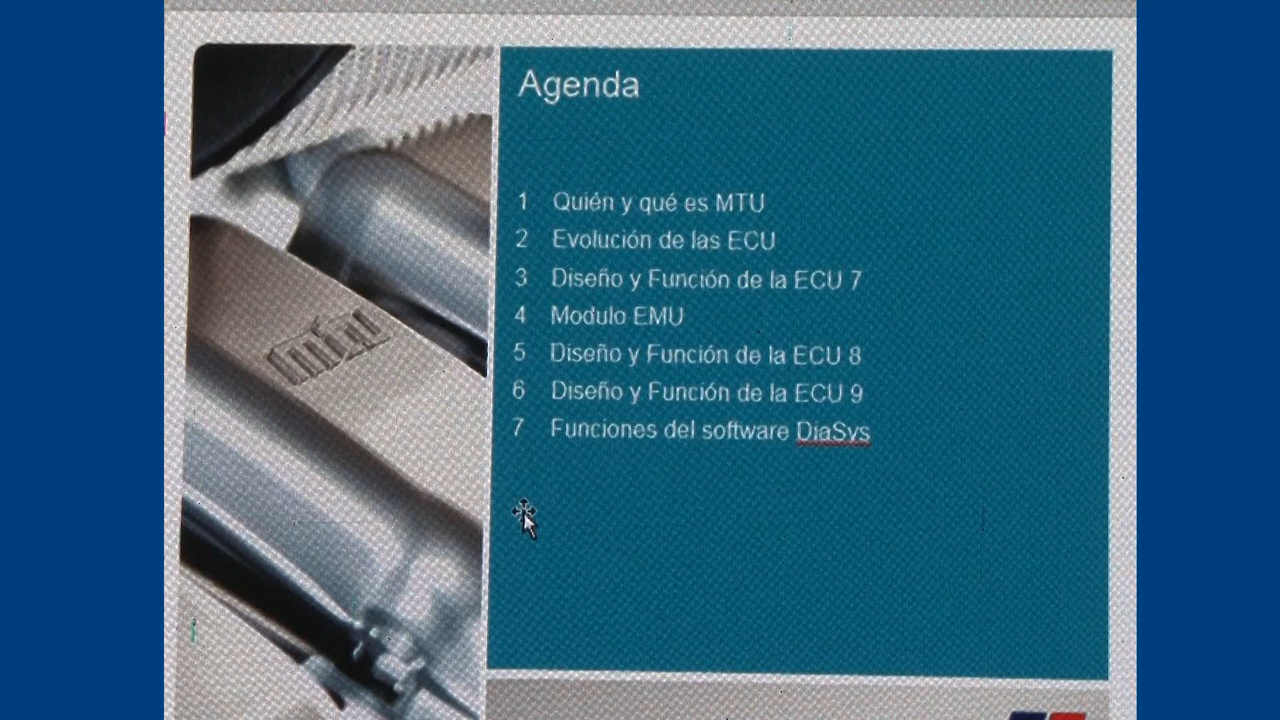 Agenda
1 Quién y qué es MTU
2 Evolución de las ECU
3 Diseño y Función de la ECU 7
4 Modulo EMU
5 Diseño y Función de la ECU 8
6 Diseño y Función de la ECU 9
7 Funciones del software DiaSys
mtu